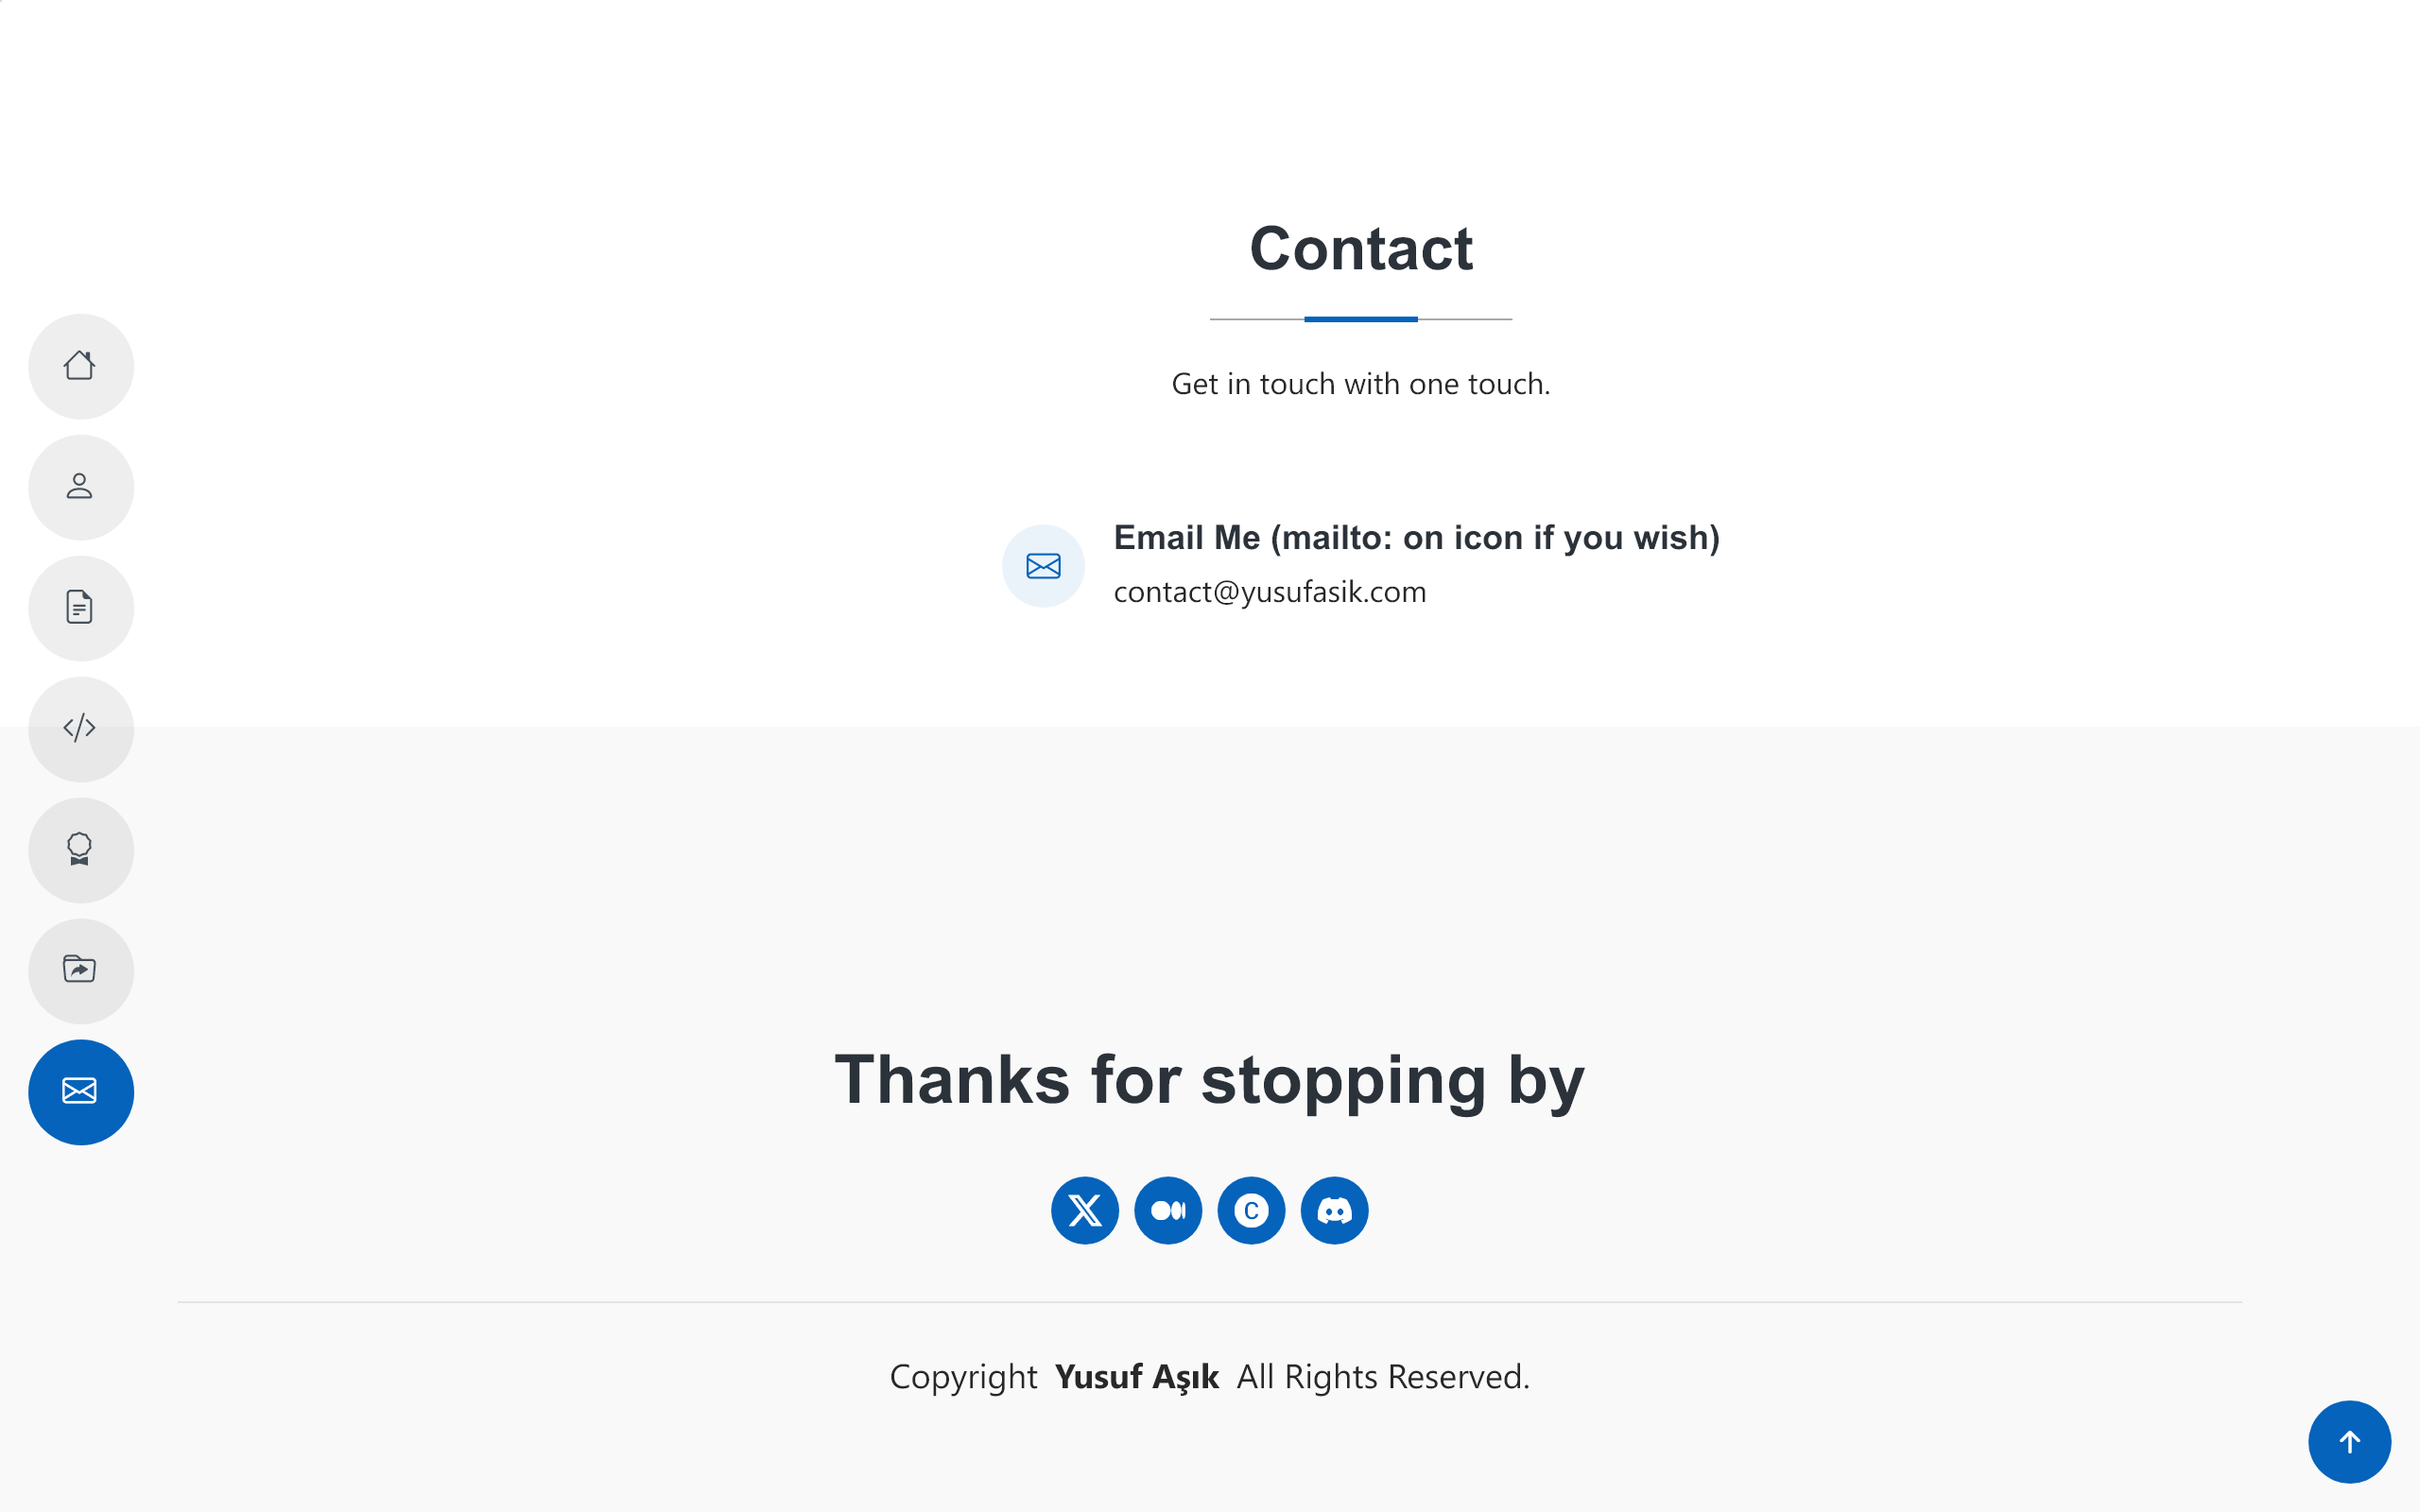 Contact
Get in touch with one touch.
Email Me (mailto: on icon if you wish)
contact@yusufasik.com
Thanks for stopping by
Copyright Yusuf Aşık All Rights Reserved.